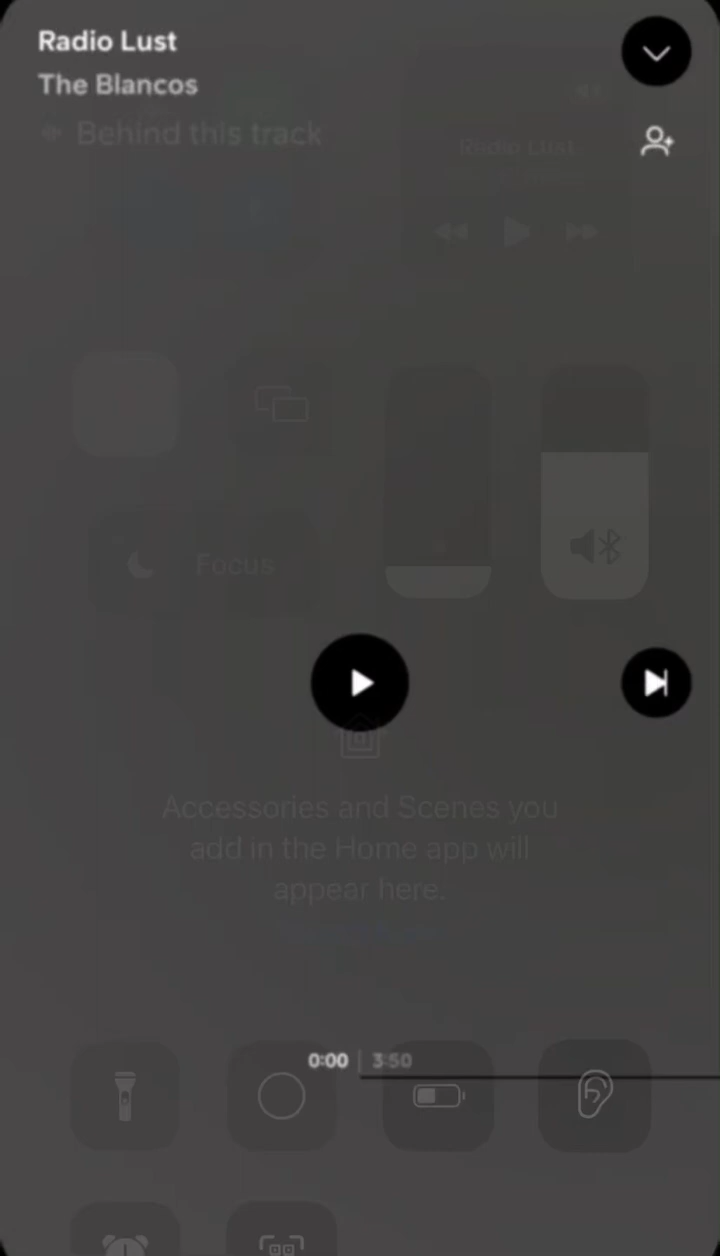 Radio Lust
The Blancos
Behind this track
Radio Lust
Focus
Accessories and Scenes you
add in the Home app will
appear here.
0:00 | 3:50